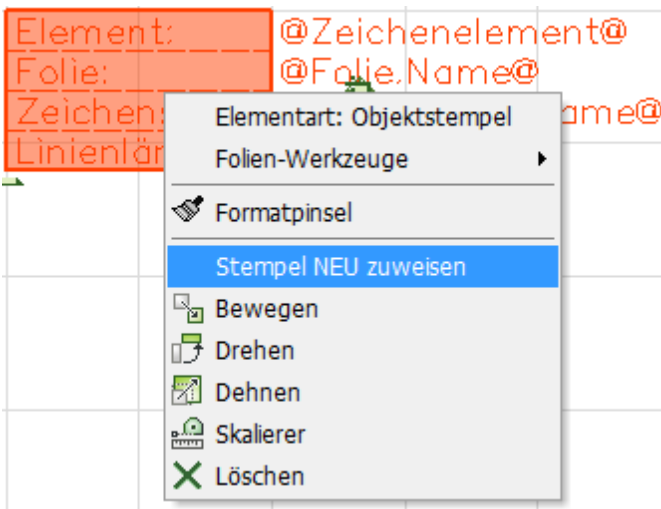 Element: @Zeichenelement@
Folie: @Folie.Name@
Elementart: Objektstempel
Folien-Werkzeuge
Formatpinsel
Stempel NEU zuweisen
Bewegen
Drehen
Dehnen
Skalierer
Löschen